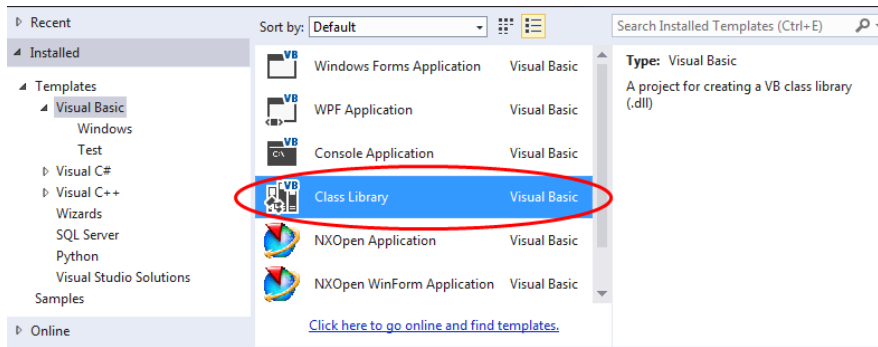 Recent
Installed
Templates
Visual Basic
Windows
Test
Visual C#
Visual C++
Wizards
SQL Server
Python
Visual Studio Solutions
Samples
Online
Sort by: Default
VB Windows Forms Application Visual Basic
VB WPF Application Visual Basic
VB C:\ Console Application Visual Basic
VB Class Library Visual Basic
NXOpen Application Visual Basic
NXOpen WinForm Application Visual Basic
Click here to go online and find templates.
Search Installed Templates (Ctrl+E)
Type: Visual Basic
A project for creating a VB class library
(.dll)